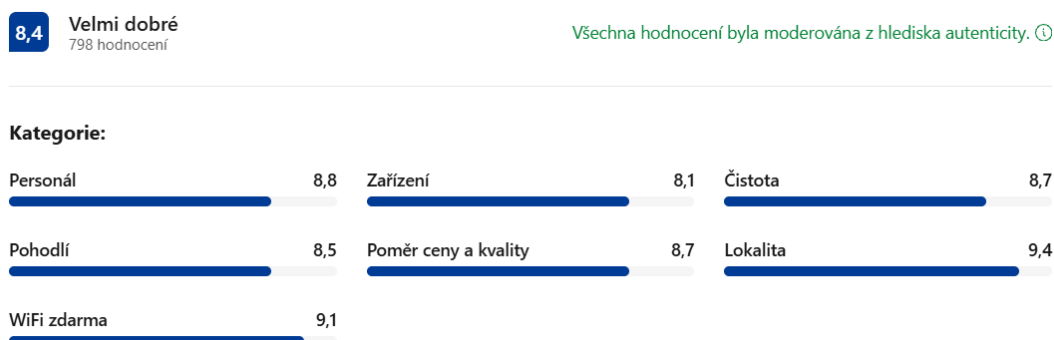 8,4
Velmi dobré
798 hodnocení
Všechna hodnocení byla moderována z hlediska autenticity.
Kategorie:
Personál 8,8
Zařízení 8,1
Čistota 8,7
Pohodlí 8,5
Poměr ceny a kvality 8,7
Lokalita 9,4
WiFi zdarma 9,1